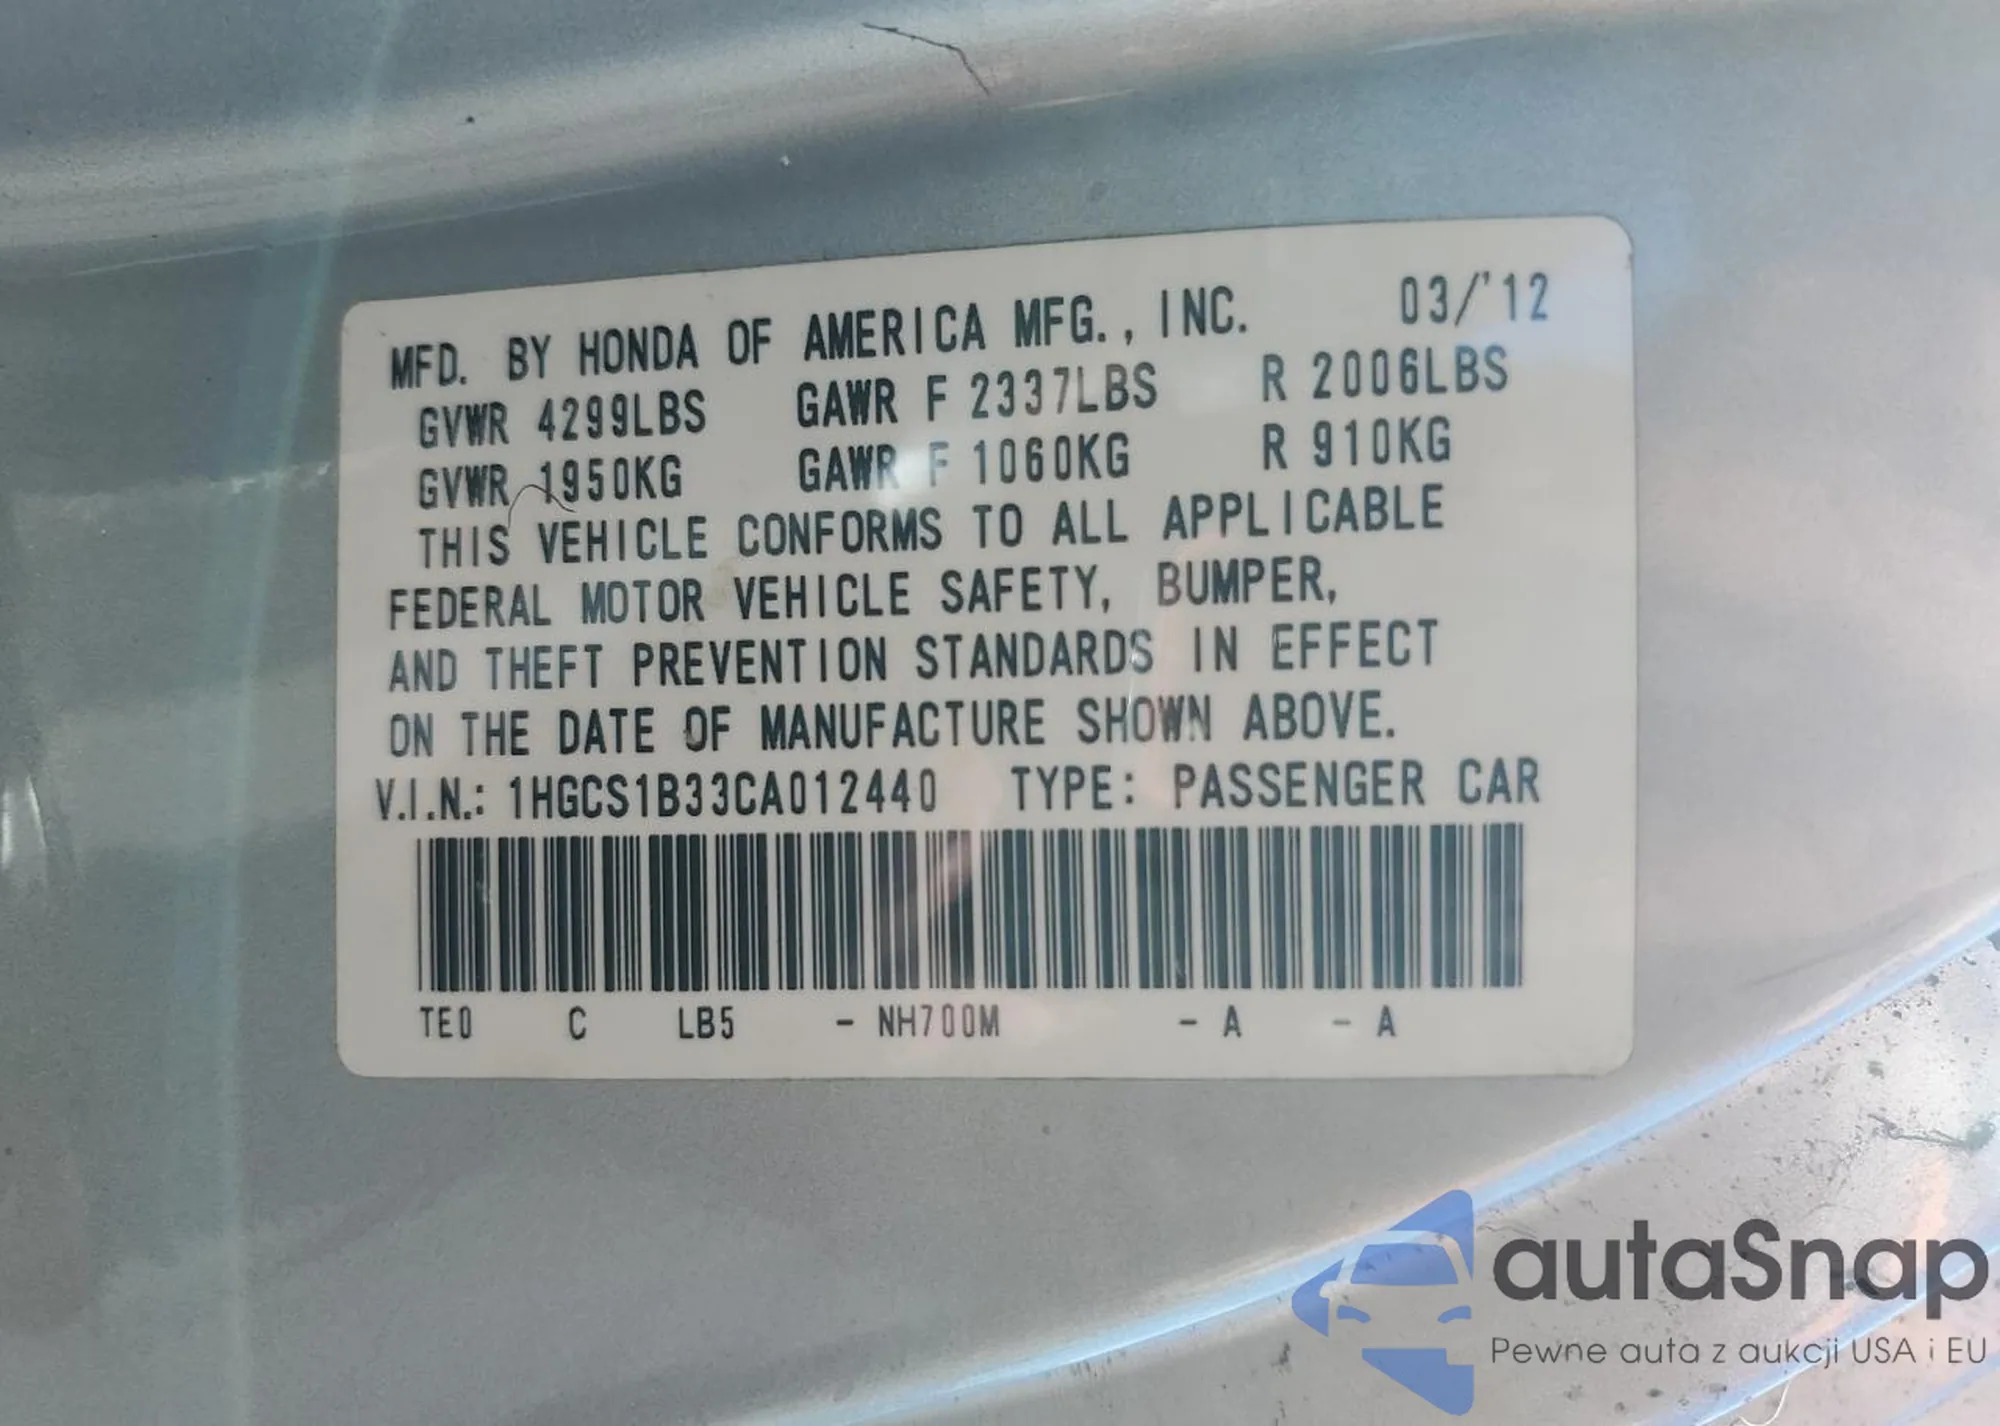 MFD. BY HONDA OF AMERICA MFG., INC. 03/'12
GVWR 4299LBS GAWR F 2337LBS R 2006LBS
GVWR 1950KG GAWR F 1060KG R 910KG
THIS VEHICLE CONFORMS TO ALL APPLICABLE
FEDERAL MOTOR VEHICLE SAFETY, BUMPER,
AND THEFT PREVENTION STANDARDS IN EFFECT
ON THE DATE OF MANUFACTURE SHOWN ABOVE.
V.I.N.: 1HGCS1B33CA012440 TYPE: PASSENGER CAR
TE0 C LB5 - NH700M - A - A
autaSnap
Pewne auta z aukcji USA i EU